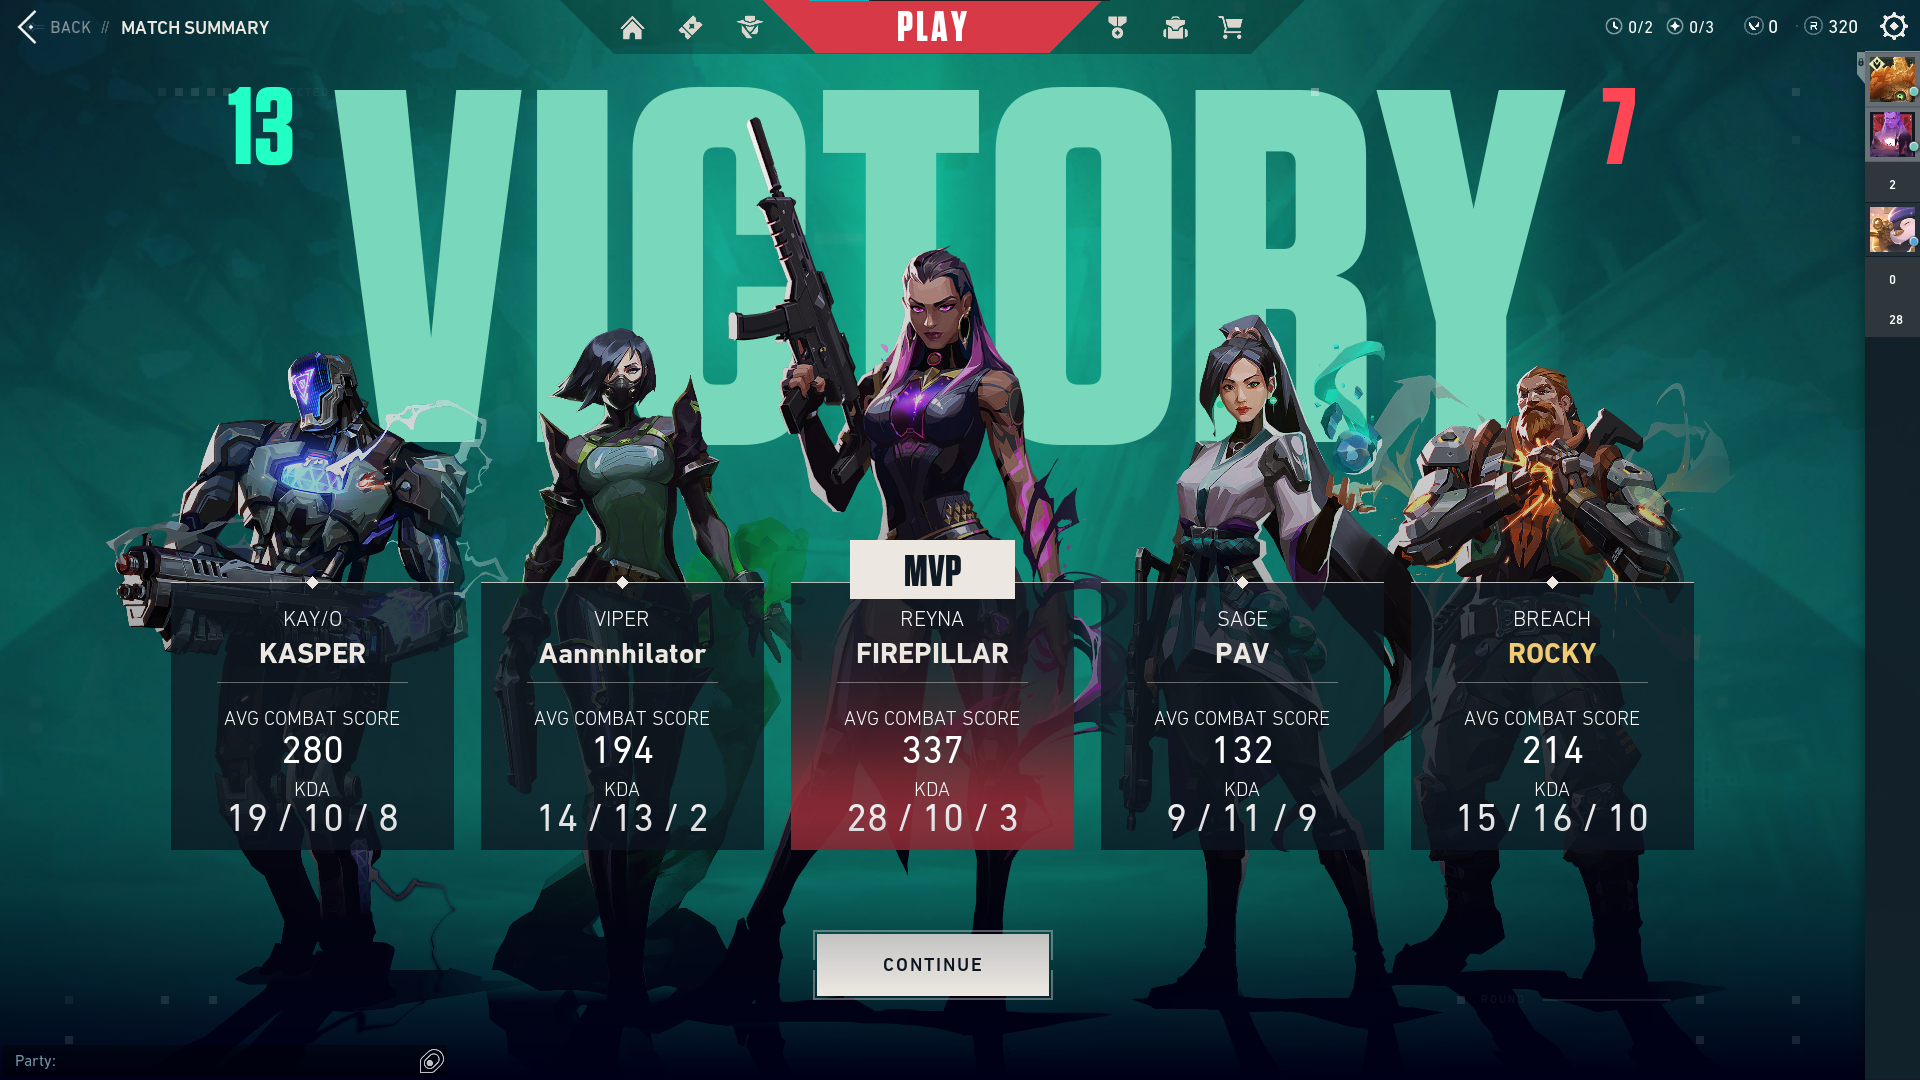 BACK // MATCH SUMMARY
PLAY
0/2 0/3 0 320
13 VICTORY 7
2
0
28
MVP
KAY/O
KASPER
AVG COMBAT SCORE
280
KDA
19 / 10 / 8
VIPER
Aannnhilator
AVG COMBAT SCORE
194
KDA
14 / 13 / 2
REYNA
FIREPILLAR
AVG COMBAT SCORE
337
KDA
28 / 10 / 3
SAGE
PAV
AVG COMBAT SCORE
132
KDA
9 / 11 / 9
BREACH
ROCKY
AVG COMBAT SCORE
214
KDA
15 / 16 / 10
CONTINUE
ROUND
Party: